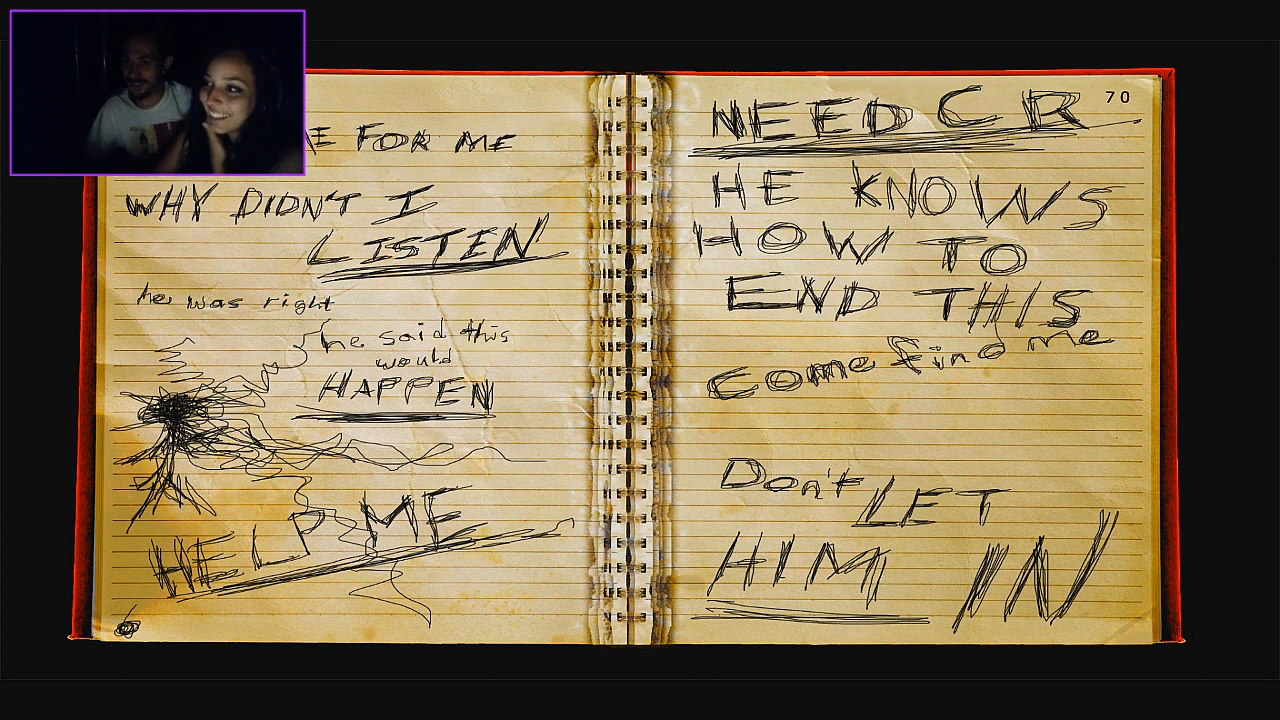 FOR ME
WHY DIDN'T I
LISTEN
he was right
he said this
would
HAPPEN
HELP ME
70
NEED C R
HE KNOWS
HOW TO
END THIS
come find me
Don't LET
HIM IN